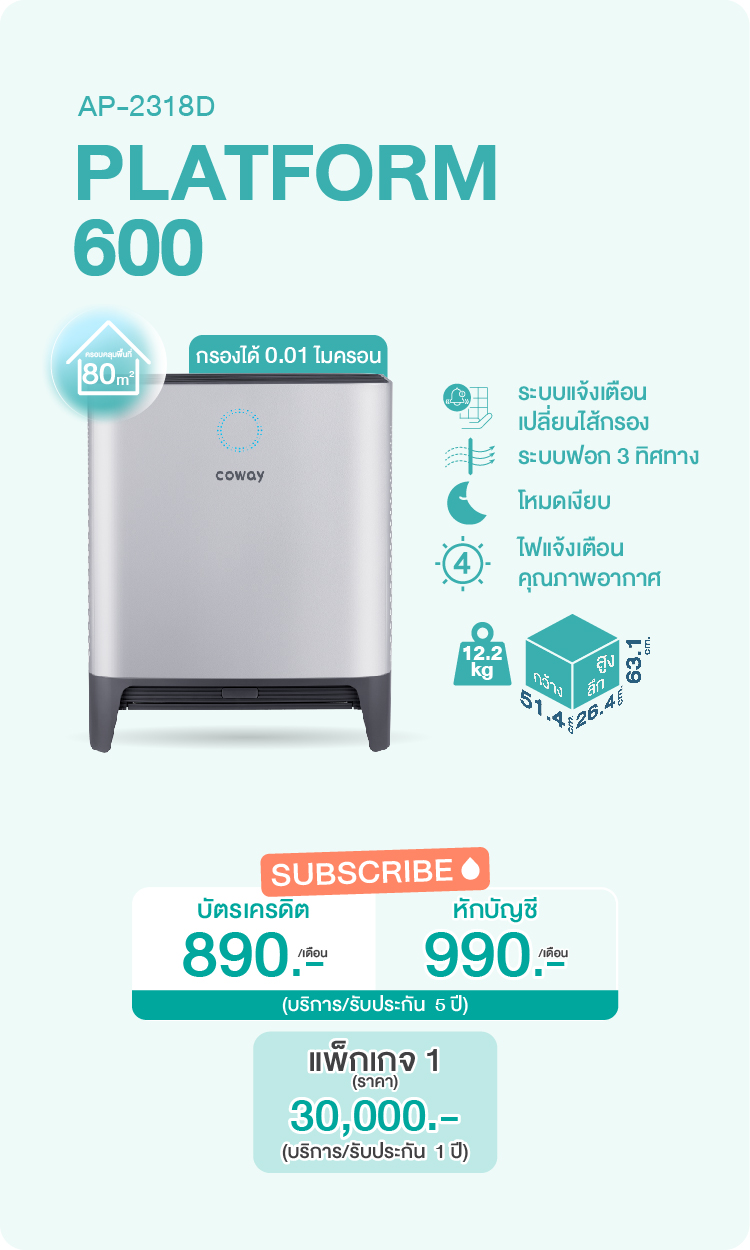 AP-2318D
PLATFORM
600
ครอบคลุมพื้นที่
80m²
กรองได้ 0.01 ไมครอน
coway
ระบบแจ้งเตือน
เปลี่ยนไส้กรอง
ระบบฟอก 3 ทิศทาง
โหมดเงียบ
4
ไฟแจ้งเตือน
คุณภาพอากาศ
12.2
kg
กว้าง
51.4 cm.
ลึก
26.4 cm.
สูง
63.1 cm.
SUBSCRIBE
บัตรเครดิต
890.- /เดือน
หักบัญชี
990.- /เดือน
(บริการ/รับประกัน 5 ปี)
แพ็กเกจ 1
(ราคา)
30,000.-
(บริการ/รับประกัน 1 ปี)